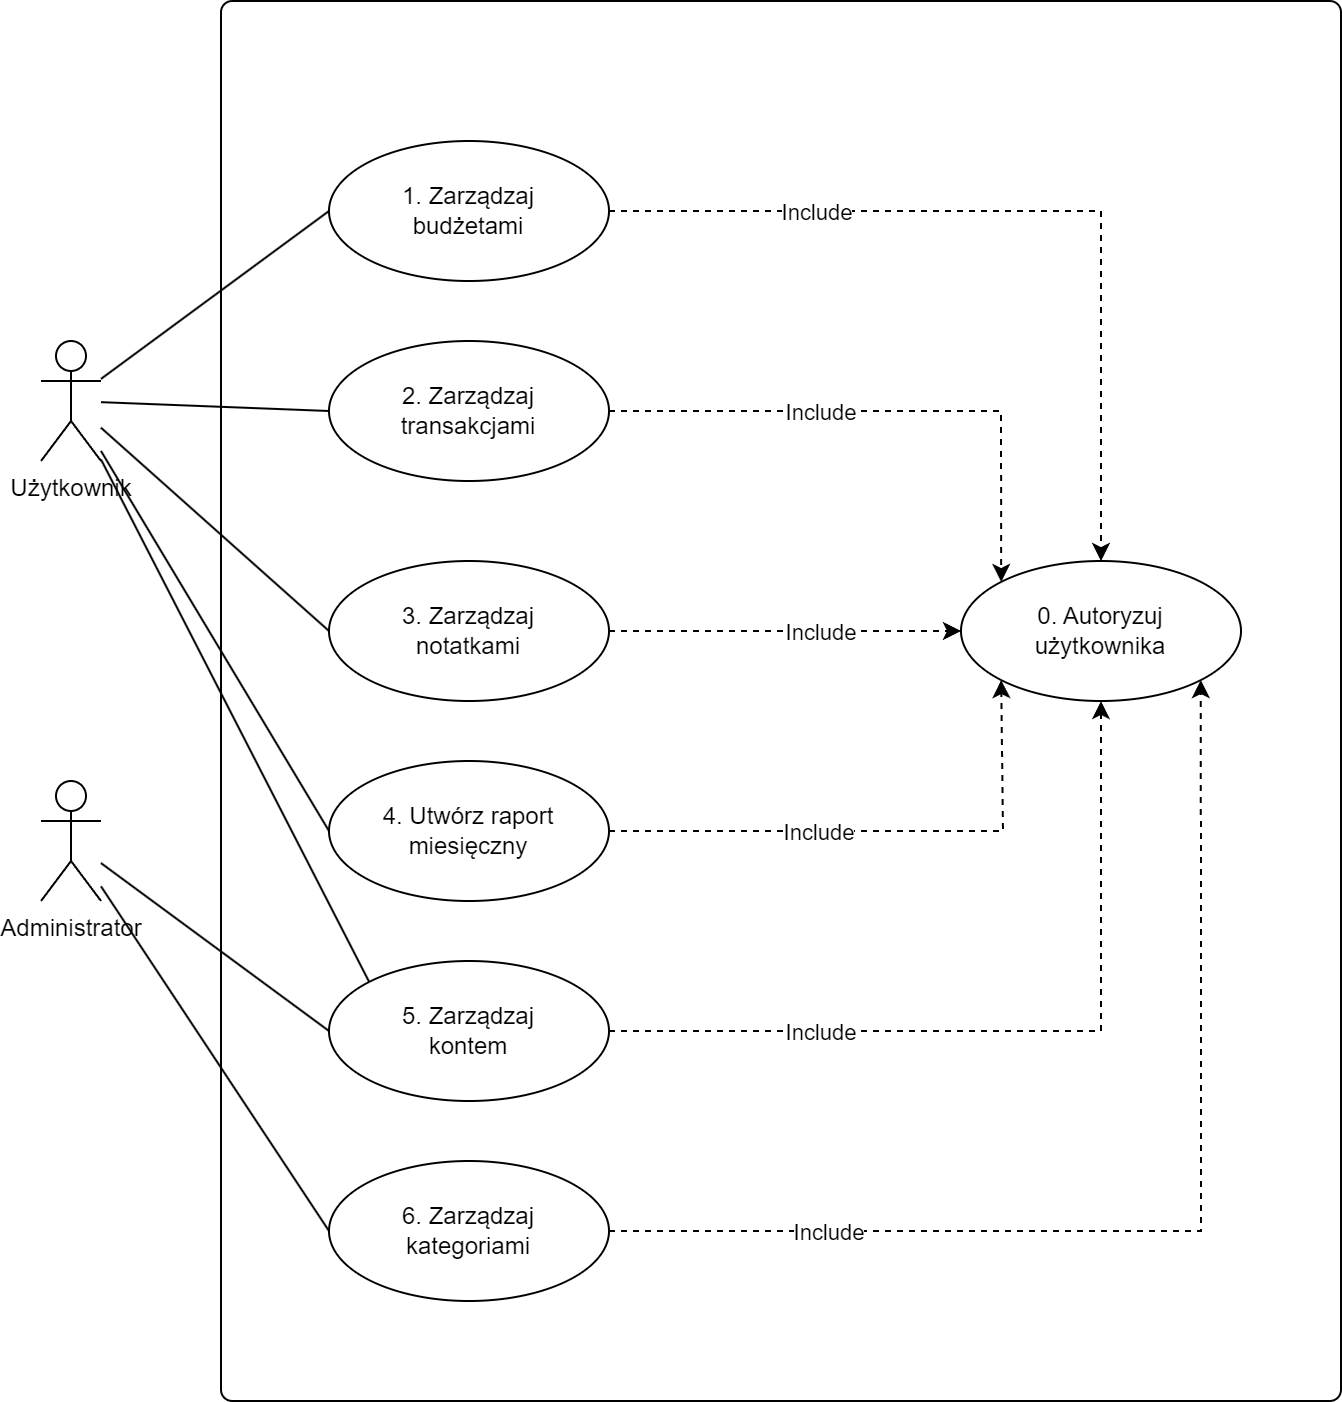 1. Zarządzaj
budżetami
Include
Użytkownik
2. Zarządzaj
transakcjami
Include
3. Zarządzaj
notatkami
Include
0. Autoryzuj
użytkownika
4. Utwórz raport
miesięczny
Include
Administrator
5. Zarządzaj
kontem
Include
6. Zarządzaj
kategoriami
Include